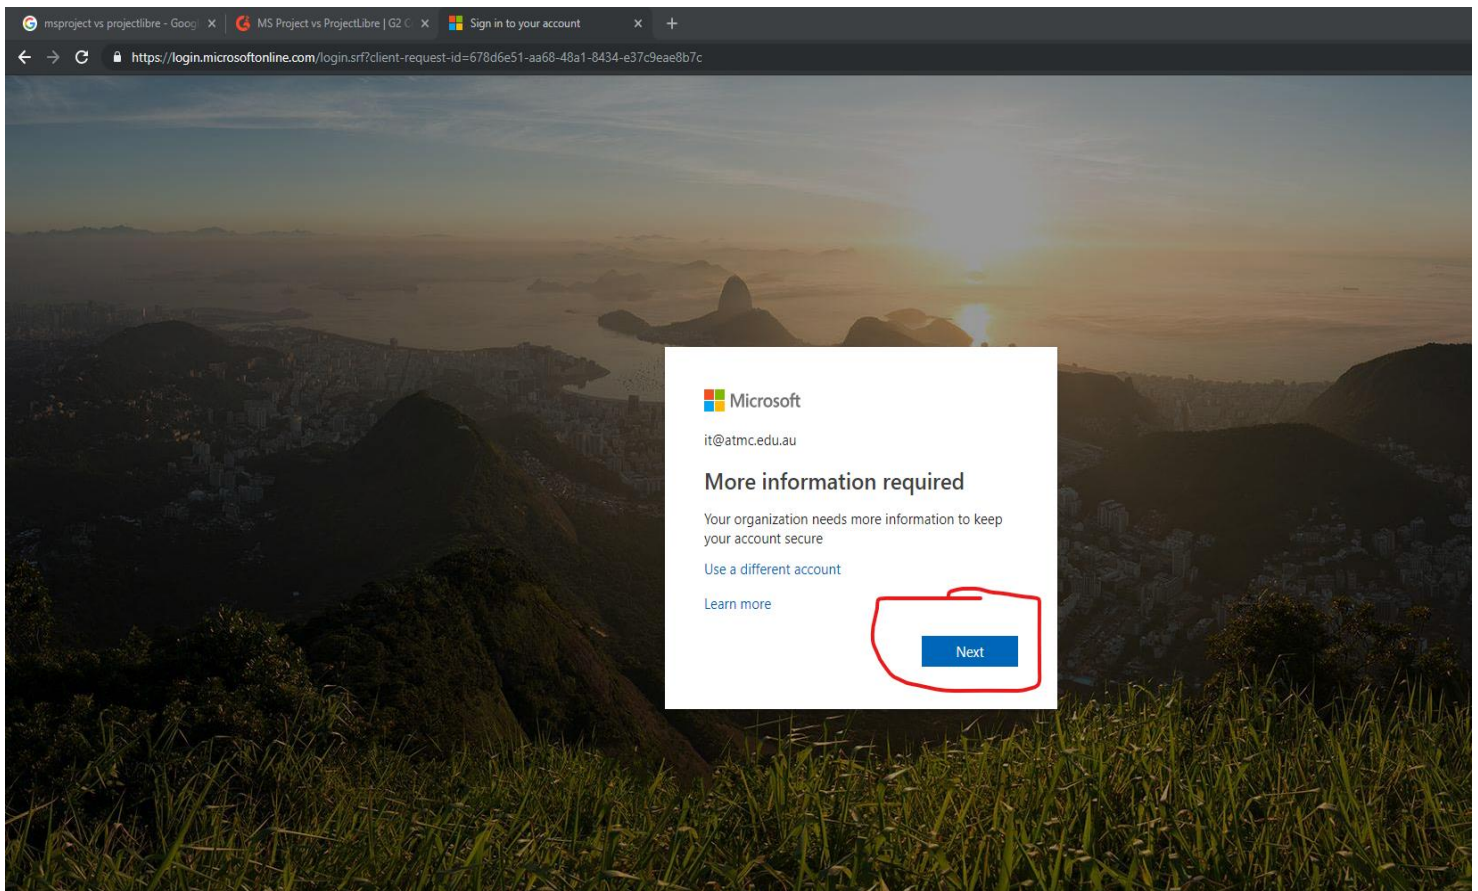 msproject vs projectlibre - Goog
MS Project vs ProjectLibre | G2 C
Sign in to your account
https://login.microsoftonline.com/login.srf?client-request-id=678d6e51-aa68-48a1-8434-e37c9eae8b7c
Microsoft
it@atmc.edu.au
More information required
Your organization needs more information to keep
your account secure
Use a different account
Learn more
Next